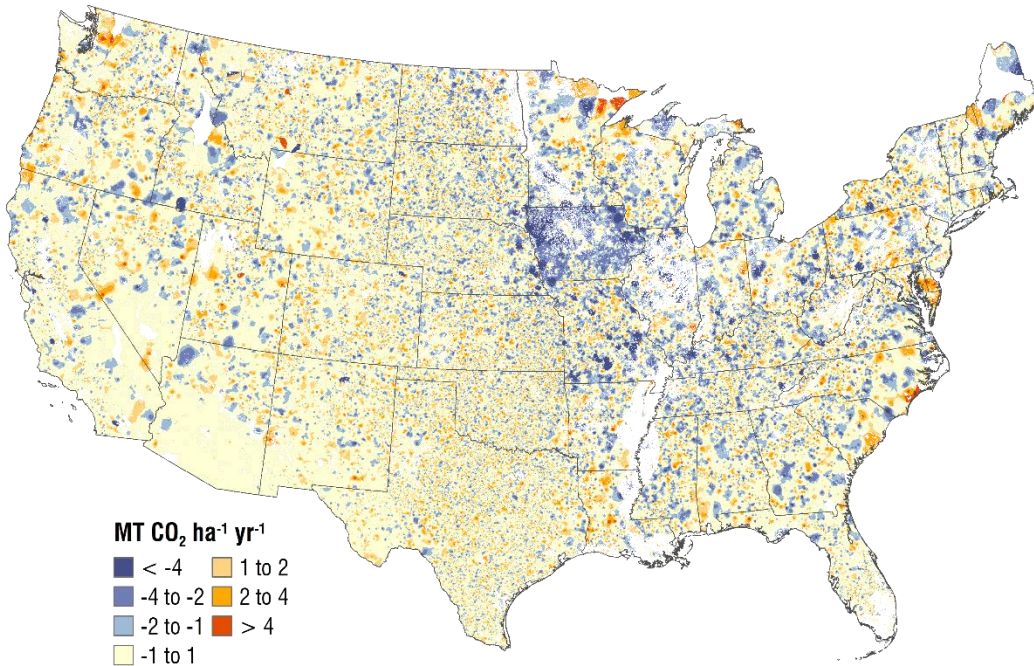 MT CO₂ ha⁻¹ yr⁻¹
< -4
1 to 2
-4 to -2
2 to 4
-2 to -1
> 4
-1 to 1